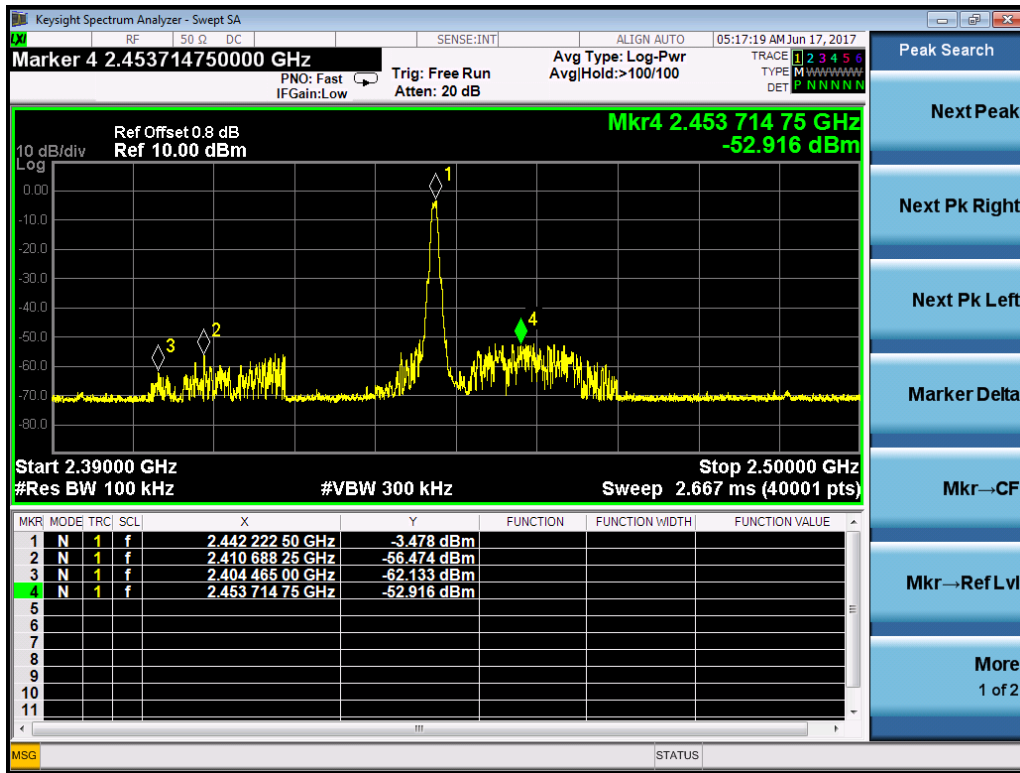 Keysight Spectrum Analyzer - Swept SA
LXI RF 50 Ω DC SENSE:INT ALIGN AUTO 05:17:19 AM Jun 17, 2017
Marker 4 2.453714750000 GHz
PNO: Fast
IFGain:Low
Trig: Free Run
Atten: 20 dB
Avg Type: Log-Pwr
Avg|Hold:>100/100
TRACE 1 2 3 4 5 6
TYPE M WWWWW
DET P N N N N N
Peak Search
Mkr4 2.453 714 75 GHz
-52.916 dBm
Ref Offset 0.8 dB
10 dB/div Ref 10.00 dBm
Log
0.00
-10.0
-20.0
-30.0
-40.0
-50.0
-60.0
-70.0
-80.0
1
2
3
4
Start 2.39000 GHz Stop 2.50000 GHz
#Res BW 100 kHz #VBW 300 kHz Sweep 2.667 ms (40001 pts)
MKR MODE TRC SCL X Y FUNCTION FUNCTION WIDTH FUNCTION VALUE
1 N 1 f 2.442 222 50 GHz -3.478 dBm
2 N 1 f 2.410 688 25 GHz -56.474 dBm
3 N 1 f 2.404 465 00 GHz -62.133 dBm
4 N 1 f 2.453 714 75 GHz -52.916 dBm
5
6
7
8
9
10
11
MSG STATUS
Next Peak
Next Pk Right
Next Pk Left
Marker Delta
Mkr→CF
Mkr→Ref Lvl
More
1 of 2